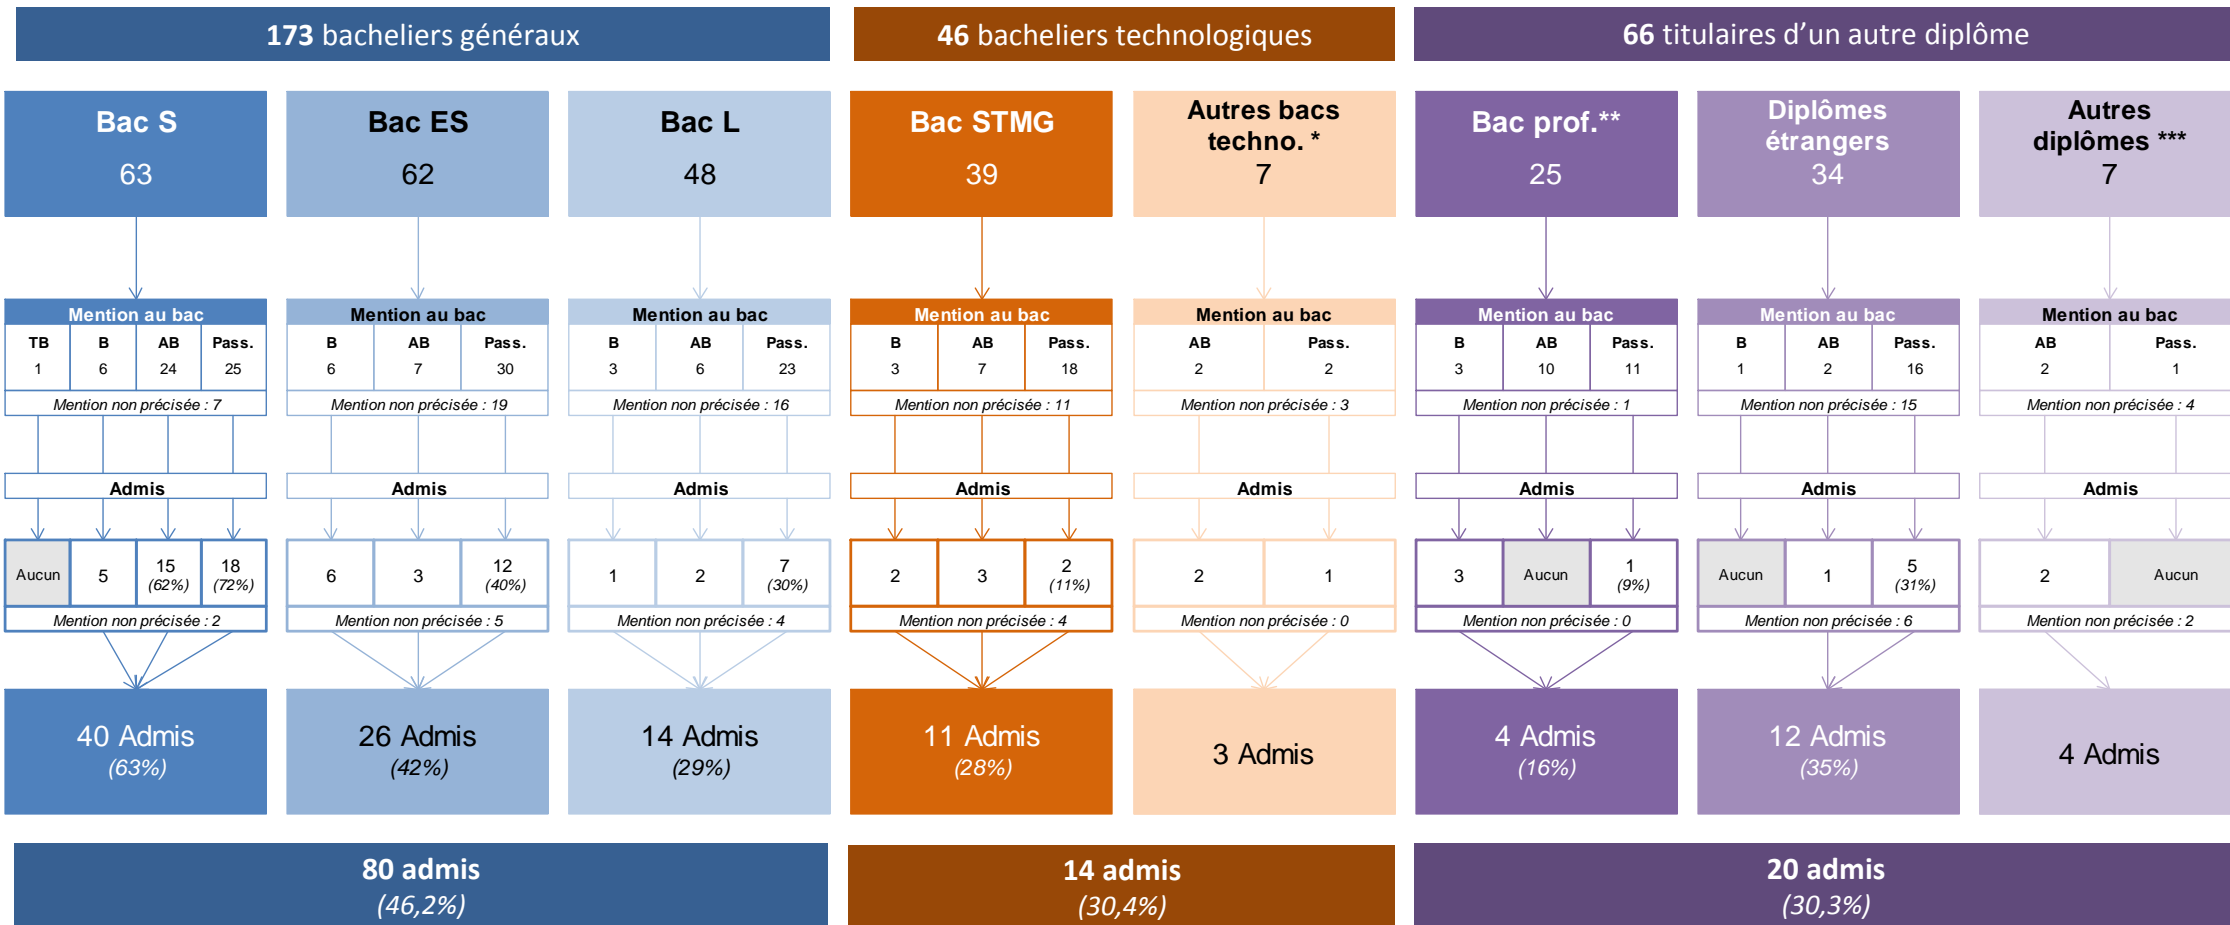 173 bacheliers généraux
46 bacheliers technologiques
66 titulaires d’un autre diplôme
Bac S
63
Bac ES
62
Bac L
48
Bac STMG
39
Autres bacs
techno. *
7
Bac prof.**
25
Diplômes
étrangers
34
Autres
diplômes ***
7
Mention au bac
TB B AB Pass.
1 6 24 25
Mention non précisée : 7
Mention au bac
B AB Pass.
6 7 30
Mention non précisée : 19
Mention au bac
B AB Pass.
3 6 23
Mention non précisée : 16
Mention au bac
B AB Pass.
3 7 18
Mention non précisée : 11
Mention au bac
AB Pass.
2 2
Mention non précisée : 3
Mention au bac
B AB Pass.
3 10 11
Mention non précisée : 1
Mention au bac
B AB Pass.
1 2 16
Mention non précisée : 15
Mention au bac
AB Pass.
2 1
Mention non précisée : 4
Admis
Aucun 5 15 18
(62%) (72%)
Mention non précisée : 2
Admis
6 3 12
(40%)
Mention non précisée : 5
Admis
1 2 7
(30%)
Mention non précisée : 4
Admis
2 3 2
(11%)
Mention non précisée : 4
Admis
2 1
Mention non précisée : 0
Admis
3 Aucun 1
(9%)
Mention non précisée : 0
Admis
Aucun 1 5
(31%)
Mention non précisée : 6
Admis
2 Aucun
Mention non précisée : 2
40 Admis
(63%)
26 Admis
(42%)
14 Admis
(29%)
11 Admis
(28%)
3 Admis
4 Admis
(16%)
12 Admis
(35%)
4 Admis
80 admis
(46,2%)
14 admis
(30,4%)
20 admis
(30,3%)